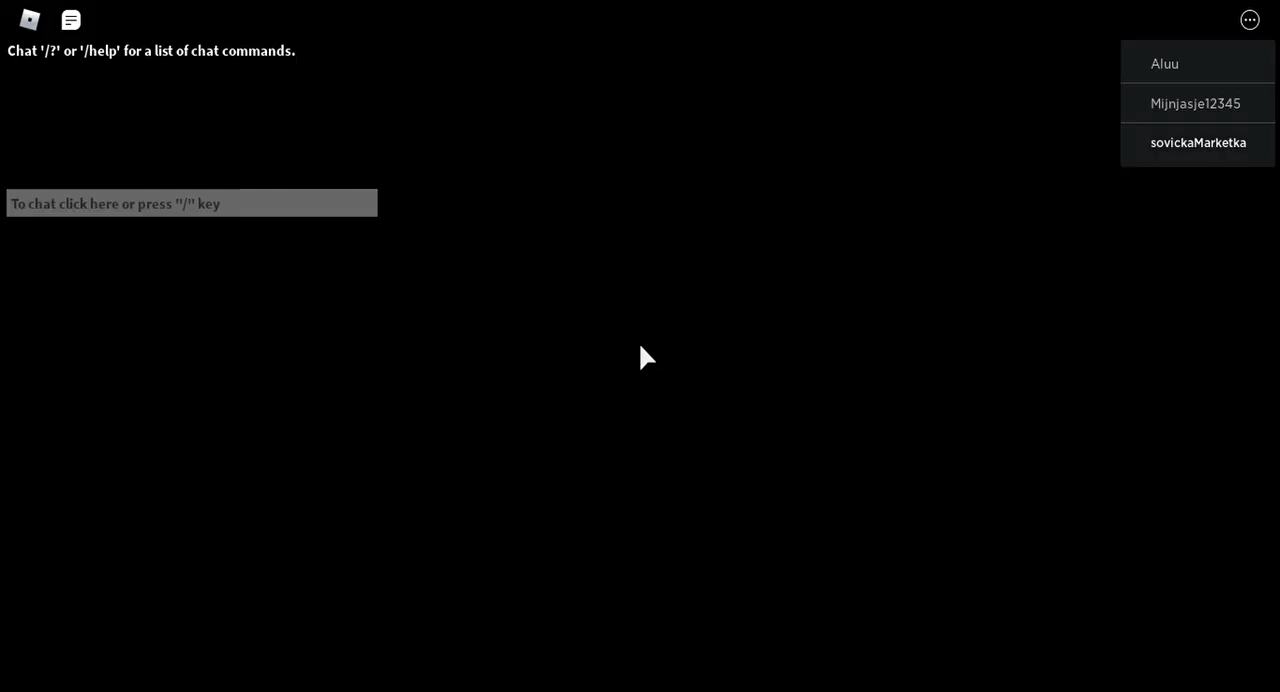 Chat '/?' or '/help' for a list of chat commands.
Aluu
Mijnjasje12345
sovickaMarketka
To chat click here or press "/" key